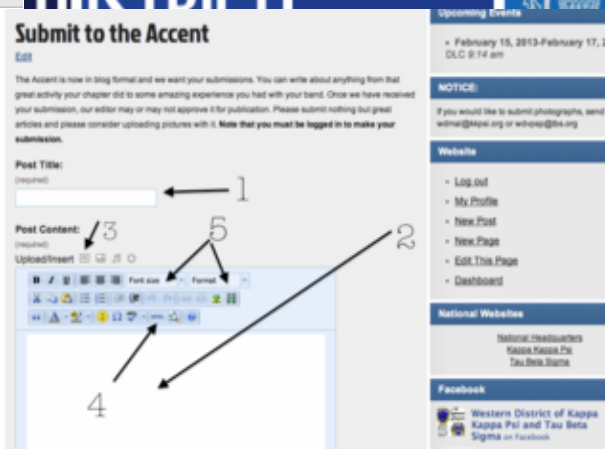 Submit to the Accent
Edit
The Accent is now in blog format and we want your submissions. You can write about anything from that
great activity your chapter did to some amazing experience you had with your band. Once we have received
your submission, our editor may or may not approve it for publication. Please submit nothing but great
articles and please consider uploading pictures with it. Note that you must be logged in to make your
submission.
Post Title:
(required)
1
Post Content:
(required)
3
5
2
Upload/Insert
B I U
Font size
Format
4
Upcoming Events
February 15, 2013-February 17, 2
DLC 9:14 am
NOTICE:
If you would like to submit photographs, send
Website
Log out
My Profile
New Post
New Page
Edit This Page
Dashboard
National Websites
National Headquarters
Kappa Kappa Psi
Tau Beta Sigma
Facebook
Western District of Kappa
Kappa Psi and Tau Beta
Sigma on Facebook